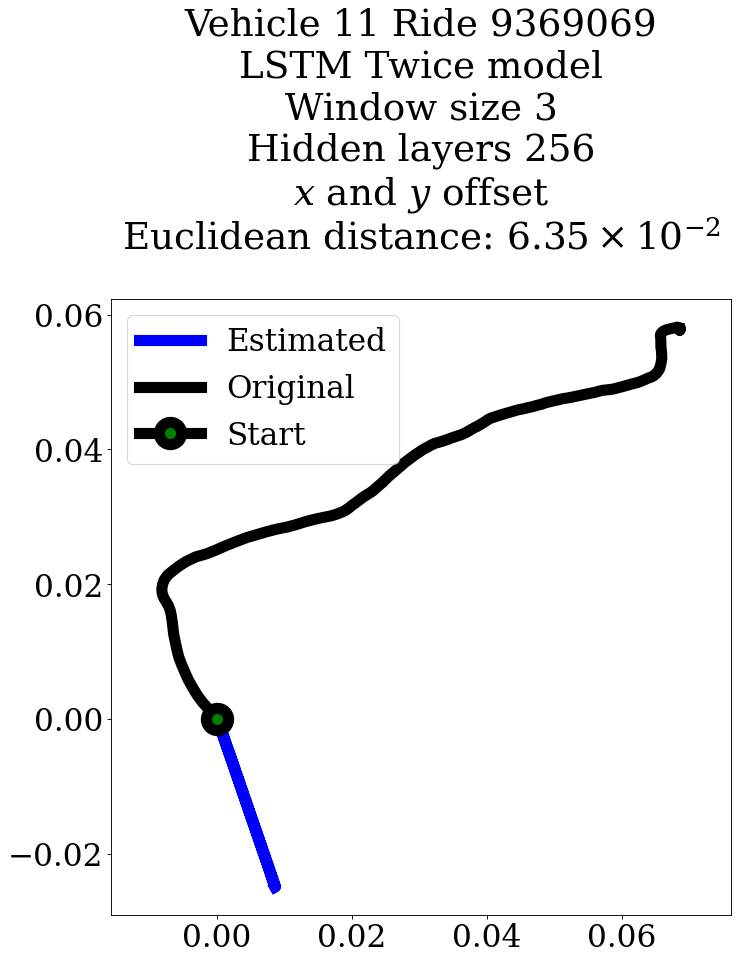 Vehicle 11 Ride 9369069
LSTM Twice model
Window size 3
Hidden layers 256
x and y offset
Euclidean distance: 6.35 × 10⁻²
Estimated
Original
Start
0.06
0.04
0.02
0.00
−0.02
0.00 0.02 0.04 0.06